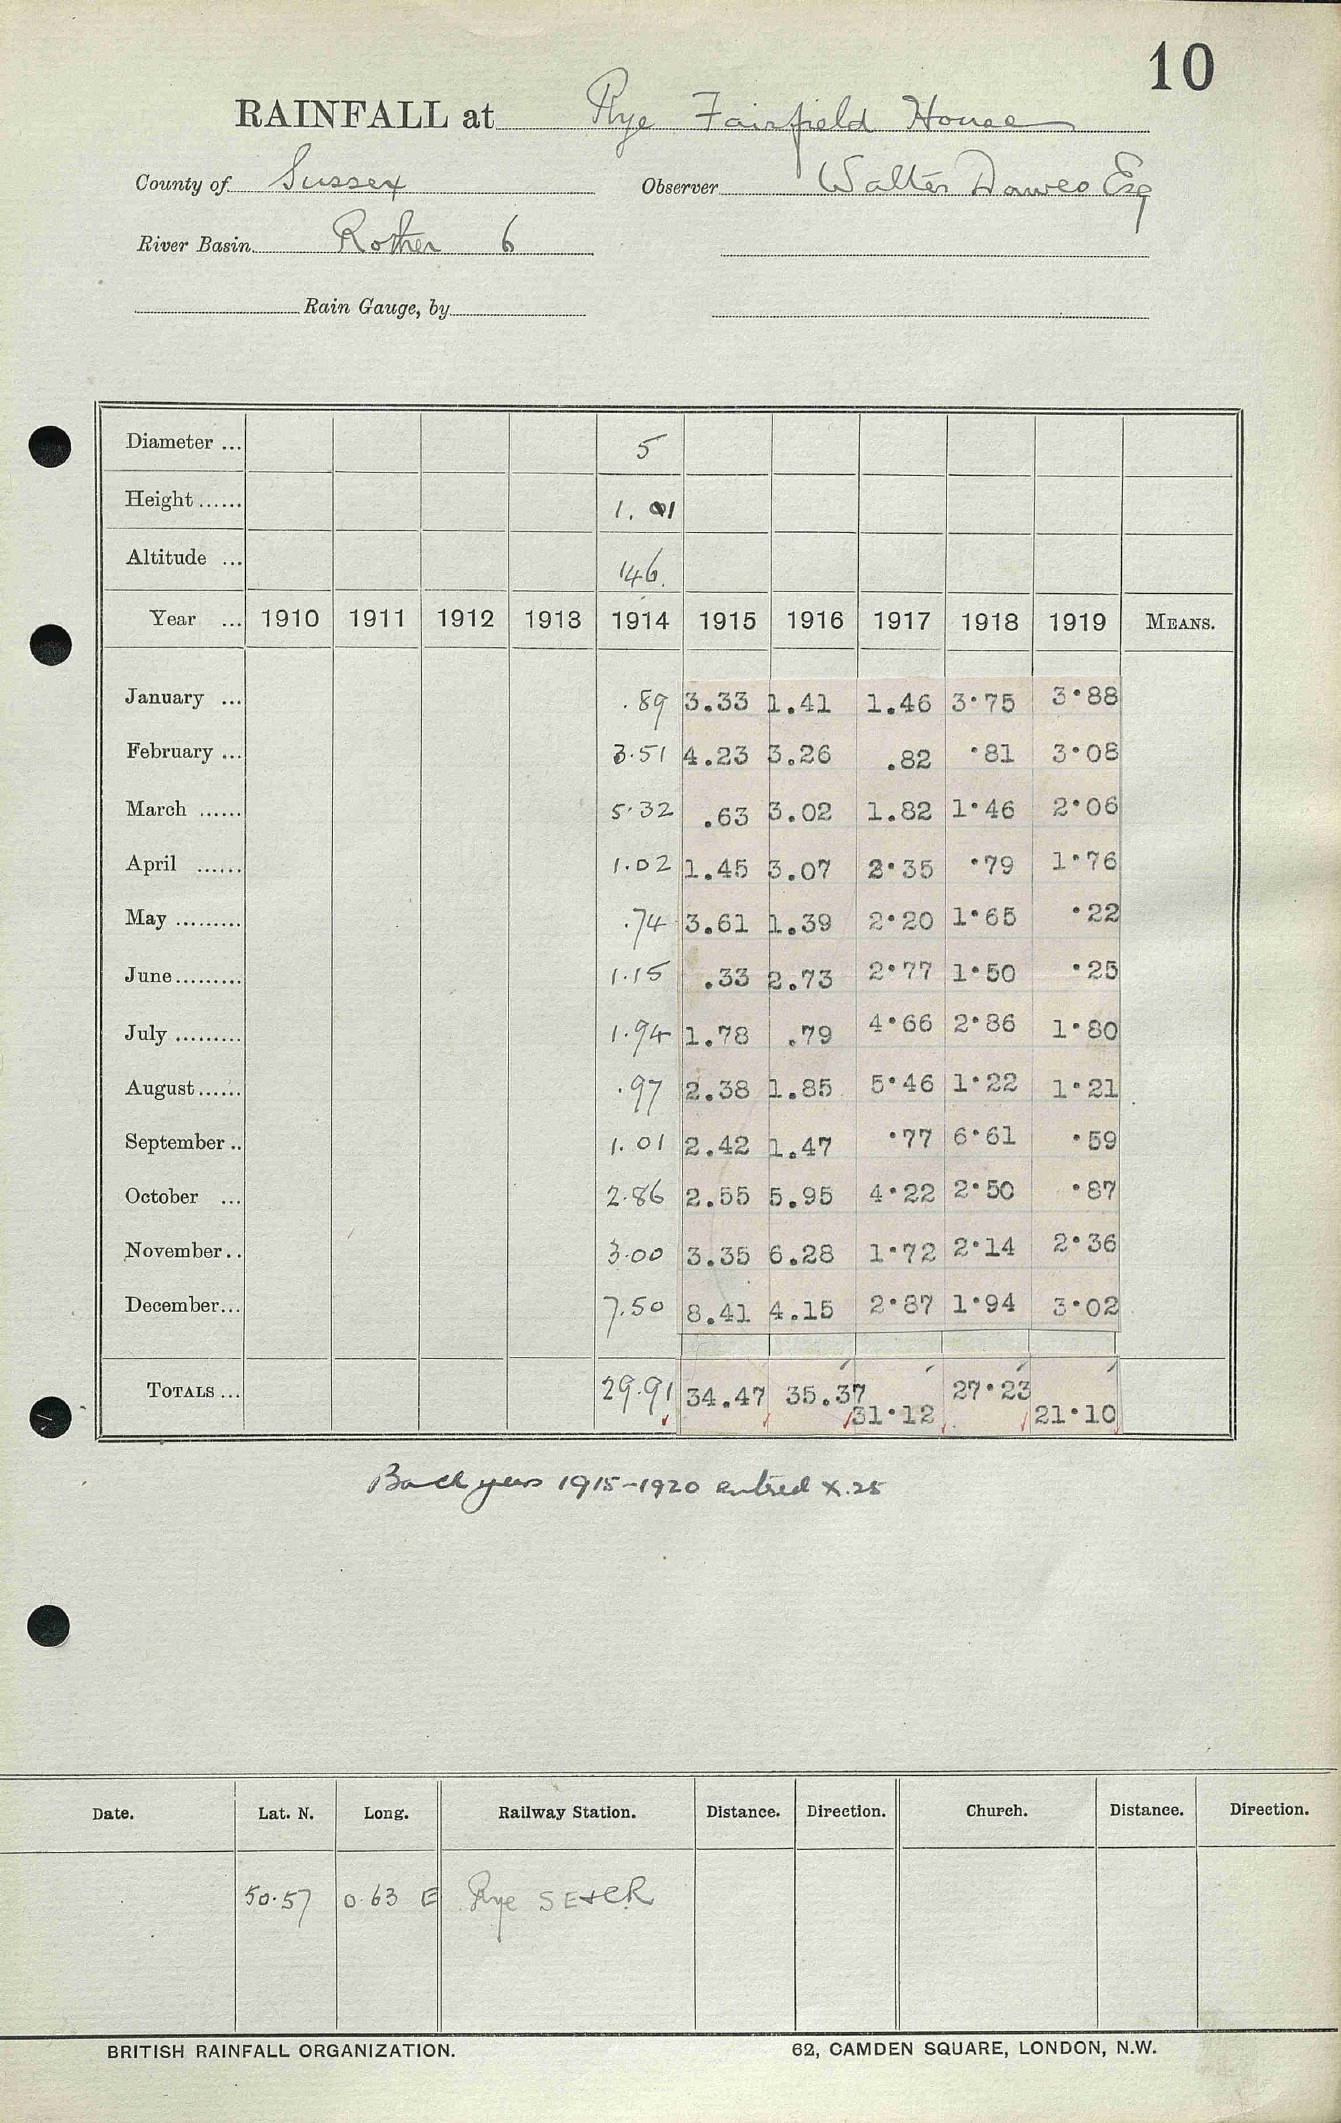 10
RAINFALL at Rye Fairfield House
County of Sussex Observer Walter Dawes Esq
River Basin Rother 6
Rain Gauge, by
Diameter ... 5
Height ...... 1. 01
Altitude ... 146.
Year ... 1910 1911 1912 1913 1914 1915 1916 1917 1918 1919 MEANS.
January ... .89 3.33 1.41 1.46 3.75 3.88
February ... 3.51 4.23 3.26 .82 .81 3.08
March ...... 5.32 .63 3.02 1.82 1.46 2.06
April ...... 1.02 1.45 3.07 2.35 .79 1.76
May ......... .74 3.61 1.39 2.20 1.65 .22
June ......... 1.15 .33 2.73 2.77 1.50 .25
July ......... 1.94 1.78 .79 4.66 2.86 1.80
August ...... .97 2.38 1.85 5.46 1.22 1.21
September .. 1.01 2.42 1.47 .77 6.61 .59
October ... 2.86 2.55 5.95 4.22 2.50 .87
November .. 3.00 3.35 6.28 1.72 2.14 2.36
December ... 7.50 8.41 4.15 2.87 1.94 3.02
TOTALS ... 29.91 34.47 35.37 31.12 27.23 21.10
Back years 1915-1920 entred X.25
Date. Lat. N. Long. Railway Station. Distance. Direction. Church. Distance. Direction.
50.57 0.63 E Rye SE&CR
BRITISH RAINFALL ORGANIZATION. 62, CAMDEN SQUARE, LONDON, N.W.